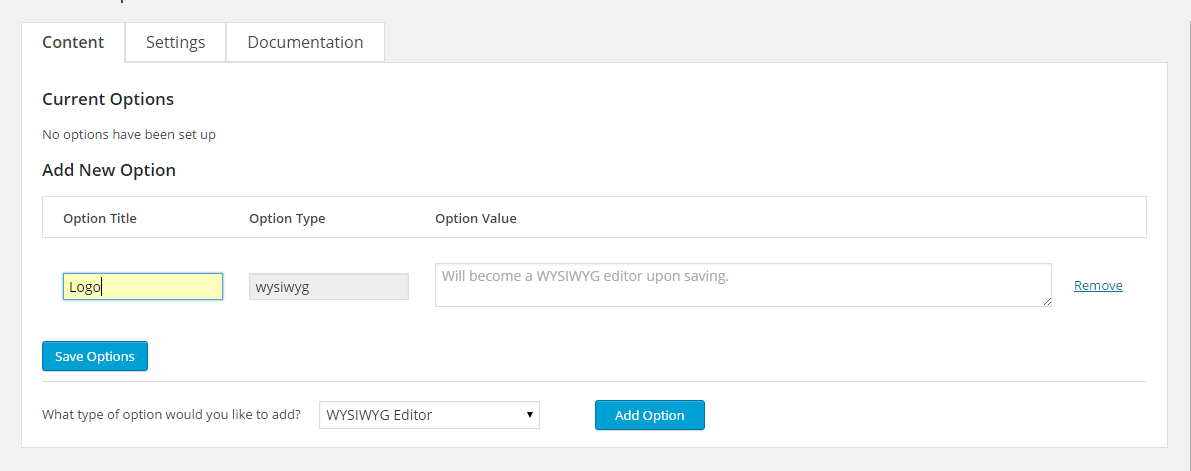 Content Settings Documentation
Current Options
No options have been set up
Add New Option
Option Title Option Type Option Value
Logo wysiwyg Will become a WYSIWYG editor upon saving. Remove
Save Options
What type of option would you like to add? WYSIWYG Editor Add Option